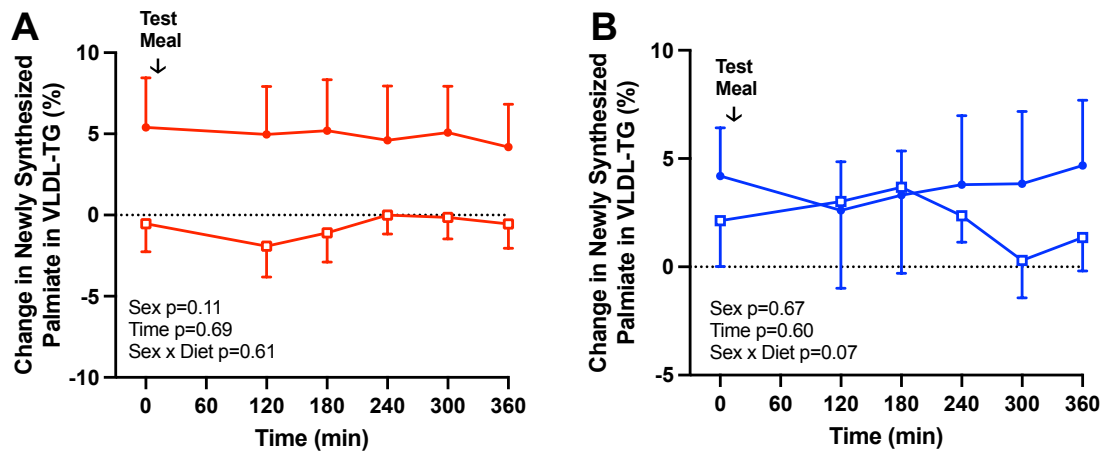 A
Test
Meal
Change in Newly Synthesized
Palmiate in VLDL-TG (%)
10
5
0
-5
-10
Sex p=0.11
Time p=0.69
Sex x Diet p=0.61
0 60 120 180 240 300 360
Time (min)
B
Test
Meal
Change in Newly Synthesized
Palmiate in VLDL-TG (%)
10
5
0
-5
Sex p=0.67
Time p=0.60
Sex x Diet p=0.07
0 60 120 180 240 300 360
Time (min)